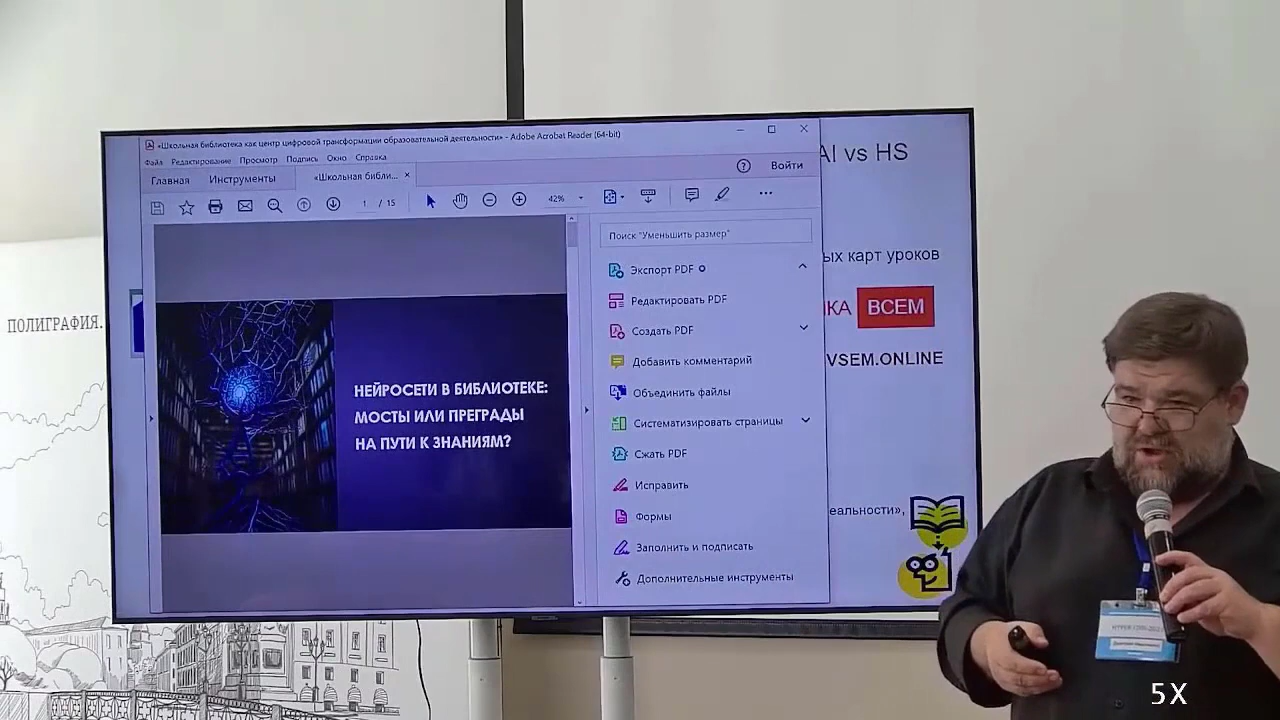 ПОЛИГРАФИЯ.
«Школьная библиотека как центр цифровой трансформации образовательной деятельности» - Adobe Acrobat Reader (64-bit)
Файл Редактирование Просмотр Подпись Окно Справка
Главная Инструменты «Школьная библи... × ? Войти
1 / 15 42%
НЕЙРОСЕТИ В БИБЛИОТЕКЕ:
МОСТЫ ИЛИ ПРЕГРАДЫ
НА ПУТИ К ЗНАНИЯМ?
Поиск "Уменьшить размер"
Экспорт PDF
Редактировать PDF
Создать PDF
Добавить комментарий
Объединить файлы
Систематизировать страницы
Сжать PDF
Исправить
Формы
Заполнить и подписать
Дополнительные инструменты
AI vs HS
ых карт уроков
КА ВСЕМ
VSEM.ONLINE
еальности»,
5X